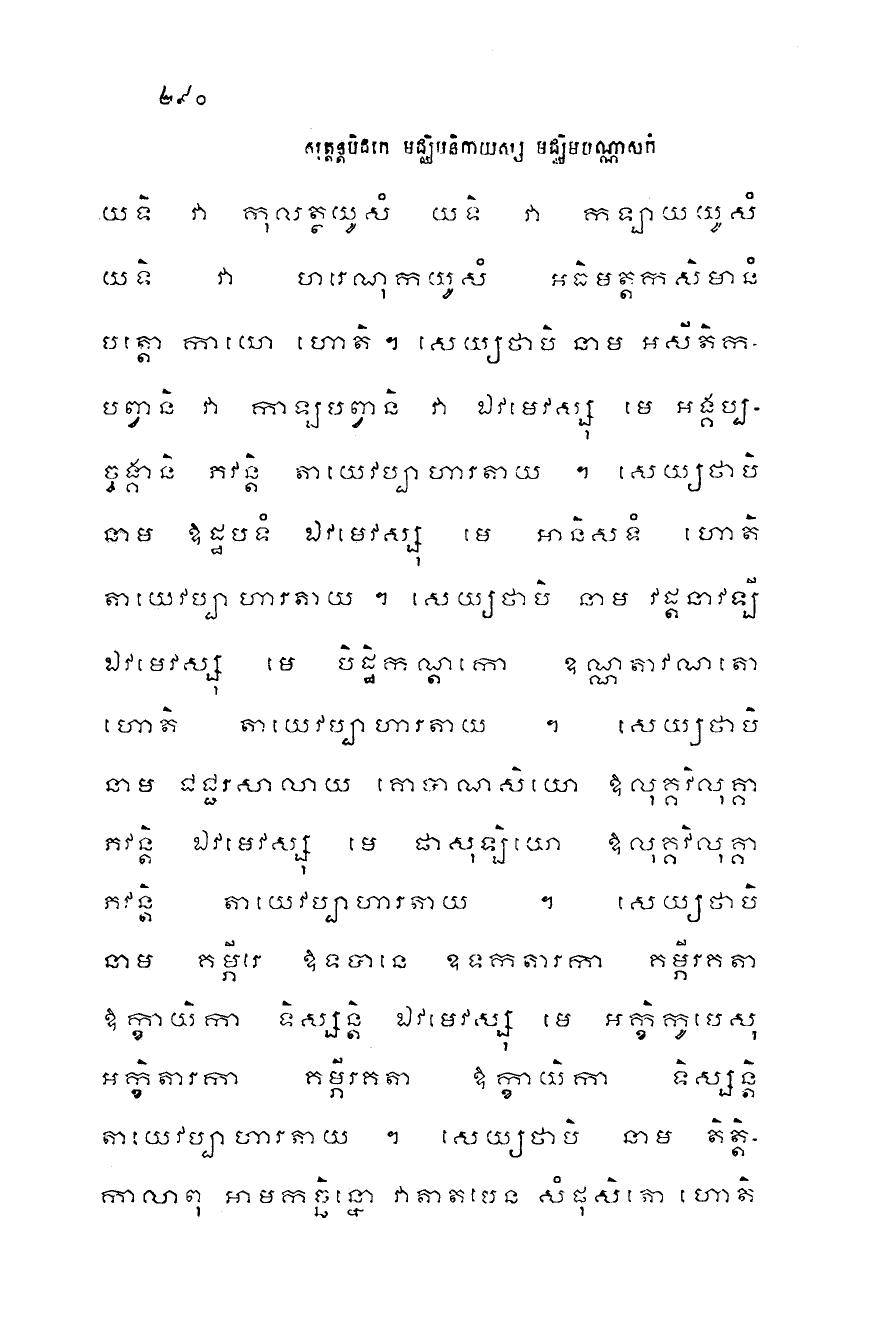 ២៩០
សុត្តន្តបិដកេ មជ្ឈិមនិកាយស្ស មជ្ឈិមបណ្ណាសកំ
យទិ វា កុលត្ថយូសំ យទិ វា កឡាយយូសំ
យទិ វា ហរេណុកយូសំ អធិមត្តកសិមានំ
បត្តោ កាយោ ហោតិ ។ សេយ្យថាបិ នាម អសីតិក-
បព្វានិ វា កាឡបព្វានិ វា ឯវមេវស្សុ មេ អង្គប្ប-
ច្ចង្គានិ ភវន្តិ តាយេវប្បាហារតាយ ។ សេយ្យថាបិ
នាម ឱដ្ឋបទំ ឯវមេវស្សុ មេ អានិសទំ ហោតិ
តាយេវប្បាហារតាយ ។ សេយ្យថាបិ នាម វដ្ដនាវឡី
ឯវមេវស្សុ មេ បិដ្ឋិកណ្ដកោ ឧណ្ណតាវណតោ
ហោតិ តាយេវប្បាហារតាយ ។ សេយ្យថាបិ
នាម ជជ្ជរសាលាយ គោបាណសិយោ ឱលុគ្គវិលុគ្គា
ភវន្តិ ឯវមេវស្សុ មេ ផាសុឡិយោ ឱលុគ្គវិលុគ្គា
ភវន្តិ តាយេវប្បាហារតាយ ។ សេយ្យថាបិ
នាម គម្ភីរេ ឱទបានេ ឧទកតារកា គម្ភីរគតា
ឱក្ខាយិកា ទិស្សន្តិ ឯវមេវស្សុ មេ អក្ខិកូបេសុ
អក្ខិតារកា គម្ភីរគតា ឱក្ខាយិកា ទិស្សន្តិ
តាយេវប្បាហារតាយ ។ សេយ្យថាបិ នាម តិត្តិ-
កាលាពុ អាមកច្ឆិន្នោ វាតាតបេន សំផុសិតោ ហោតិ